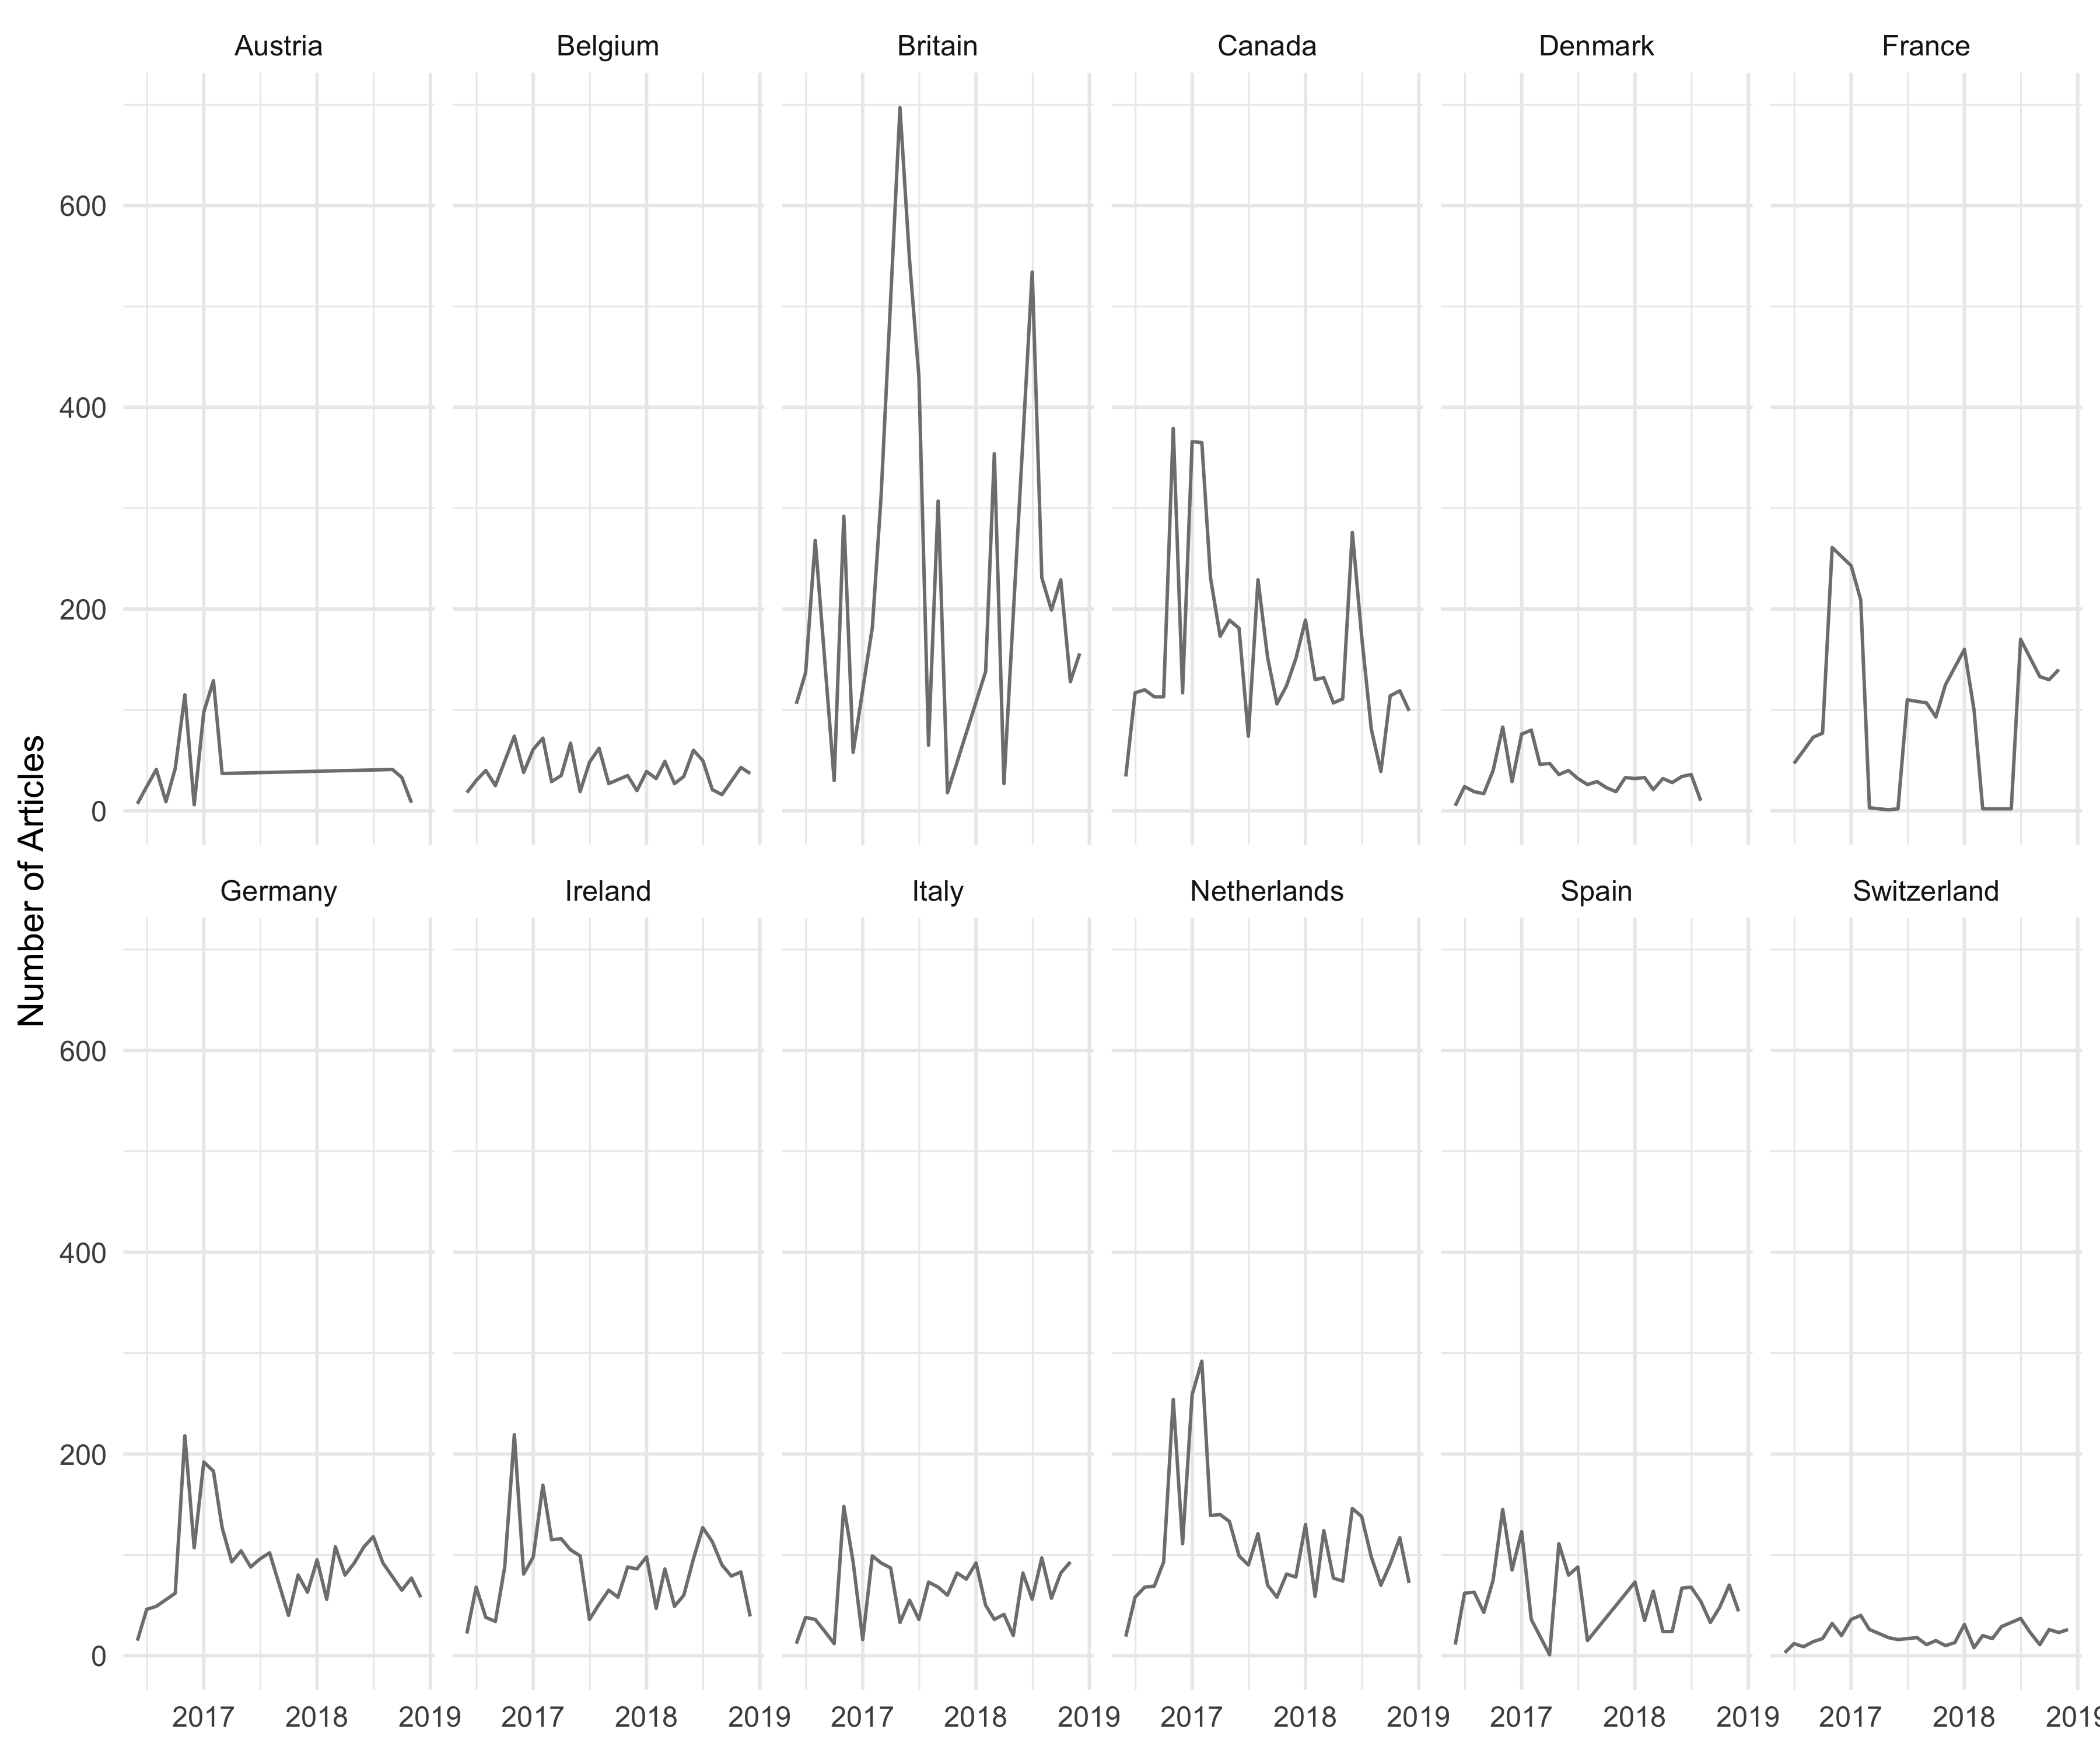 Austria Belgium Britain Canada Denmark France
600
400
200
0
Number of Articles
Germany Ireland Italy Netherlands Spain Switzerland
600
400
200
0
2017 2018 2019 2017 2018 2019 2017 2018 2019 2017 2018 2019 2017 2018 2019 2017 2018 2019